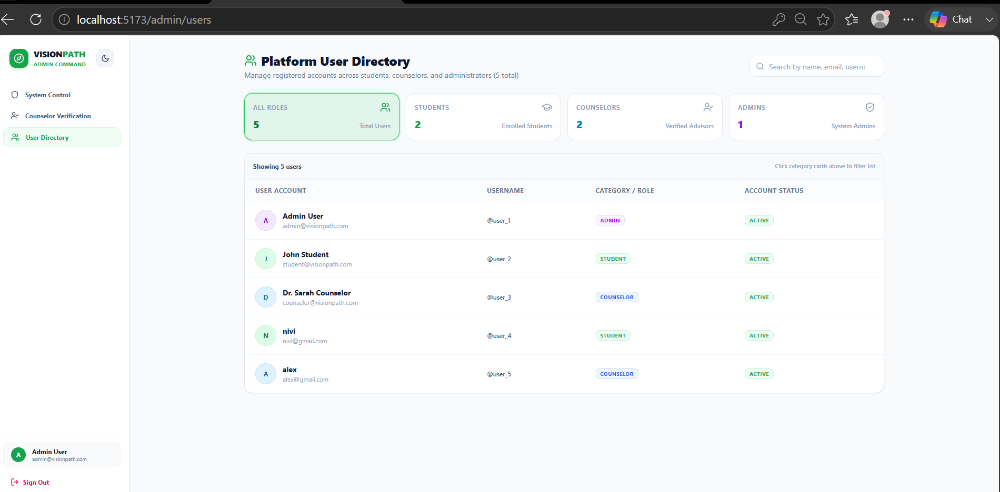 localhost:5173/admin/users
Chat
VISIONPATH
ADMIN COMMAND
System Control
Counselor Verification
User Directory
Platform User Directory
Manage registered accounts across students, counselors, and administrators (5 total)
Search by name, email, userna
ALL ROLES
5
Total Users
STUDENTS
2
Enrolled Students
COUNSELORS
2
Verified Advisors
ADMINS
1
System Admins
Showing 5 users
Click category cards above to filter list
USER ACCOUNT USERNAME CATEGORY / ROLE ACCOUNT STATUS
A Admin User @user_1 ADMIN ACTIVE
admin@visionpath.com
J John Student @user_2 STUDENT ACTIVE
student@visionpath.com
D Dr. Sarah Counselor @user_3 COUNSELOR ACTIVE
counselor@visionpath.com
N nivi @user_4 STUDENT ACTIVE
nivi@gmail.com
A alex @user_5 COUNSELOR ACTIVE
alex@gmail.com
A Admin User
admin@visionpath.com
Sign Out